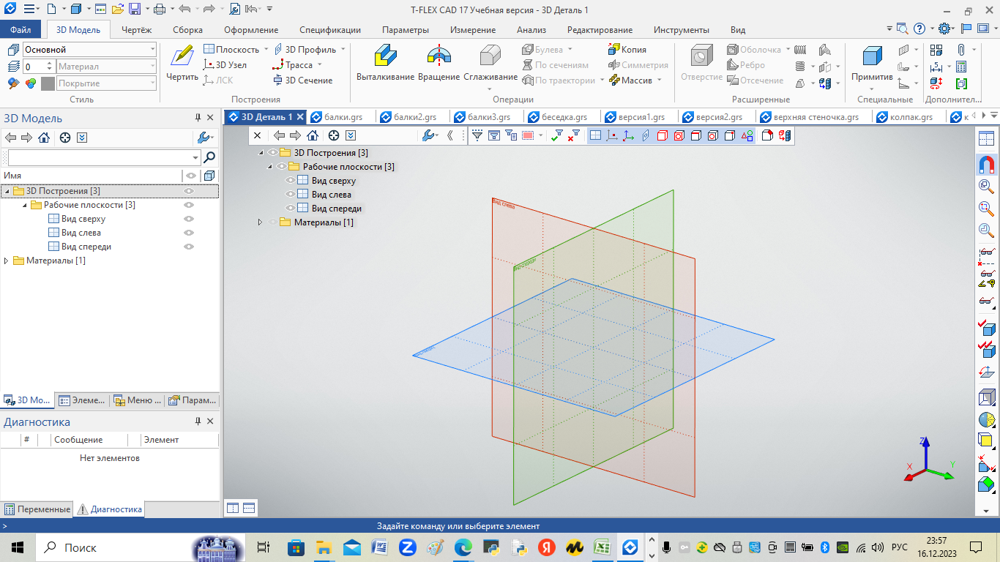 T-FLEX CAD 17 Учебная версия - 3D Деталь 1
Файл 3D Модель Чертёж Сборка Оформление Спецификации Параметры Измерение Анализ Редактирование Инструменты Вид
Основной
0 Материал
Покрытие
Стиль
Чертить
Плоскость
3D Узел
ЛСК
3D Профиль
Трасса
3D Сечение
Построения
Выталкивание
Вращение
Сглаживание
Булева
По сечениям
По траектории
Копия
Симметрия
Массив
Операции
Отверстие
Оболочка
Ребро
Отсечение
Расширенные
Примитив
Специальные
Дополнител...
3D Модель
3D Деталь 1 балки.grs балки2.grs балки3.grs беседка.grs версия1.grs версия2.grs верхняя стеночка.grs колпак.grs к
Имя
3D Построения [3]
Рабочие плоскости [3]
Вид сверху
Вид слева
Вид спереди
Материалы [1]
3D Построения [3]
Рабочие плоскости [3]
Вид сверху
Вид слева
Вид спереди
Материалы [1]
Вид слева
Z
X
Y
3D Мо... Элеме... Меню ... Парам...
Диагностика
# Сообщение Элемент
Нет элементов
Переменные Диагностика
> Задайте команду или выберите элемент
Поиск
РУС
23:57
16.12.2023